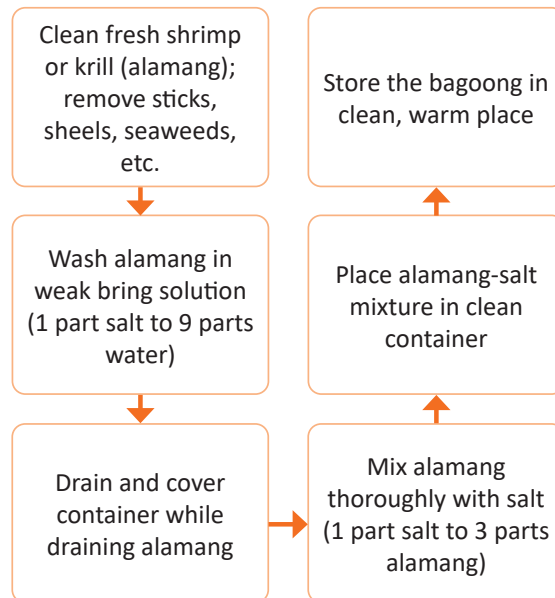 Clean fresh shrimp
or krill (alamang);
remove sticks,
sheels, seaweeds,
etc.
Wash alamang in
weak bring solution
(1 part salt to 9 parts
water)
Drain and cover
container while
draining alamang
Mix alamang
thoroughly with salt
(1 part salt to 3 parts
alamang)
Place alamang-salt
mixture in clean
container
Store the bagoong in
clean, warm place